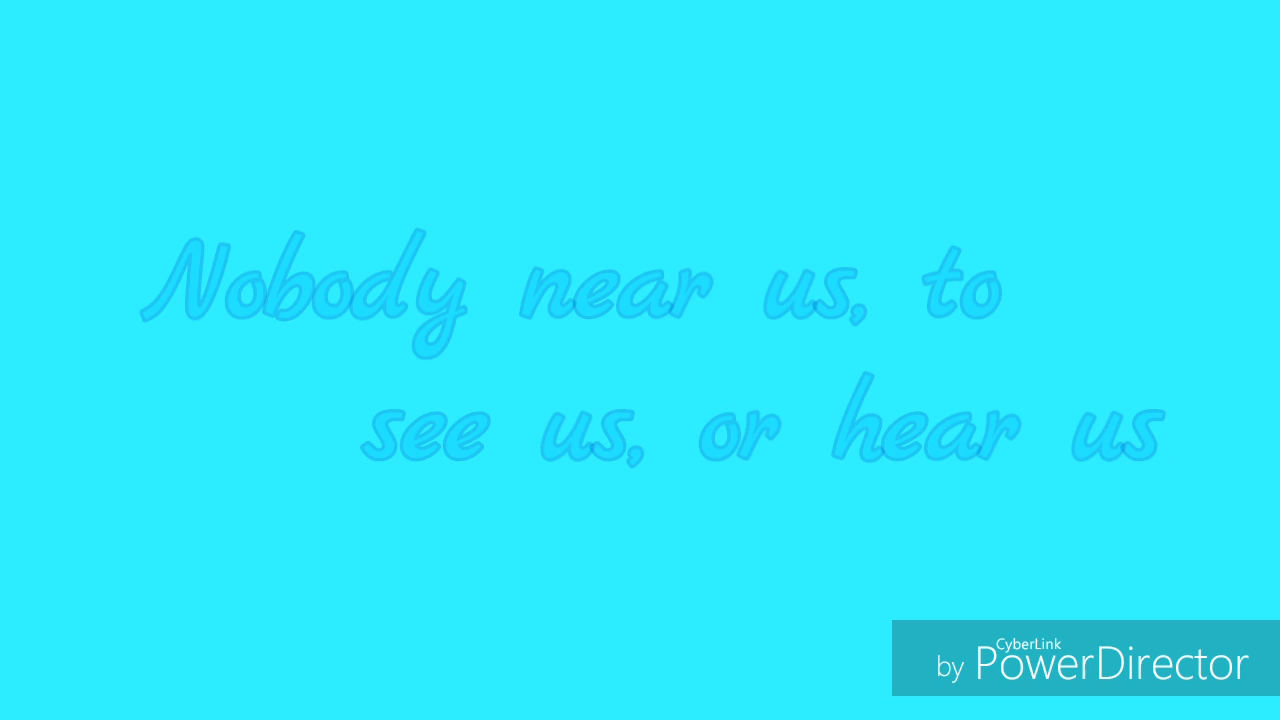 Nobody near us, to
see us, or hear us
CyberLink
by PowerDirector